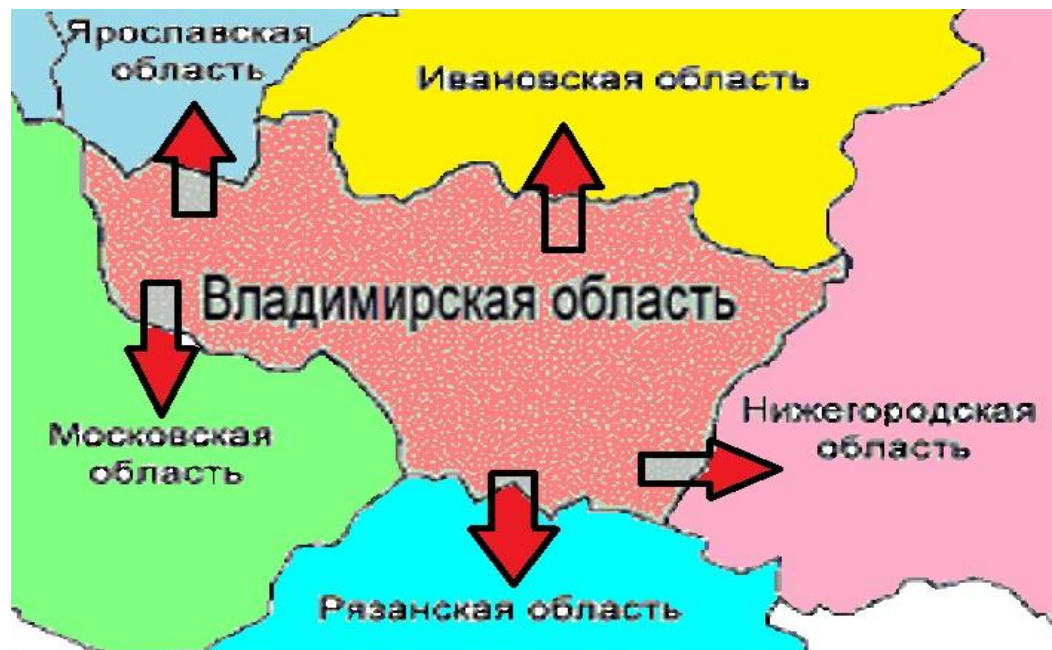 Ярославская
область
Ивановская область
Владимирская область
Московская
область
Нижегородская
область
Рязанская область